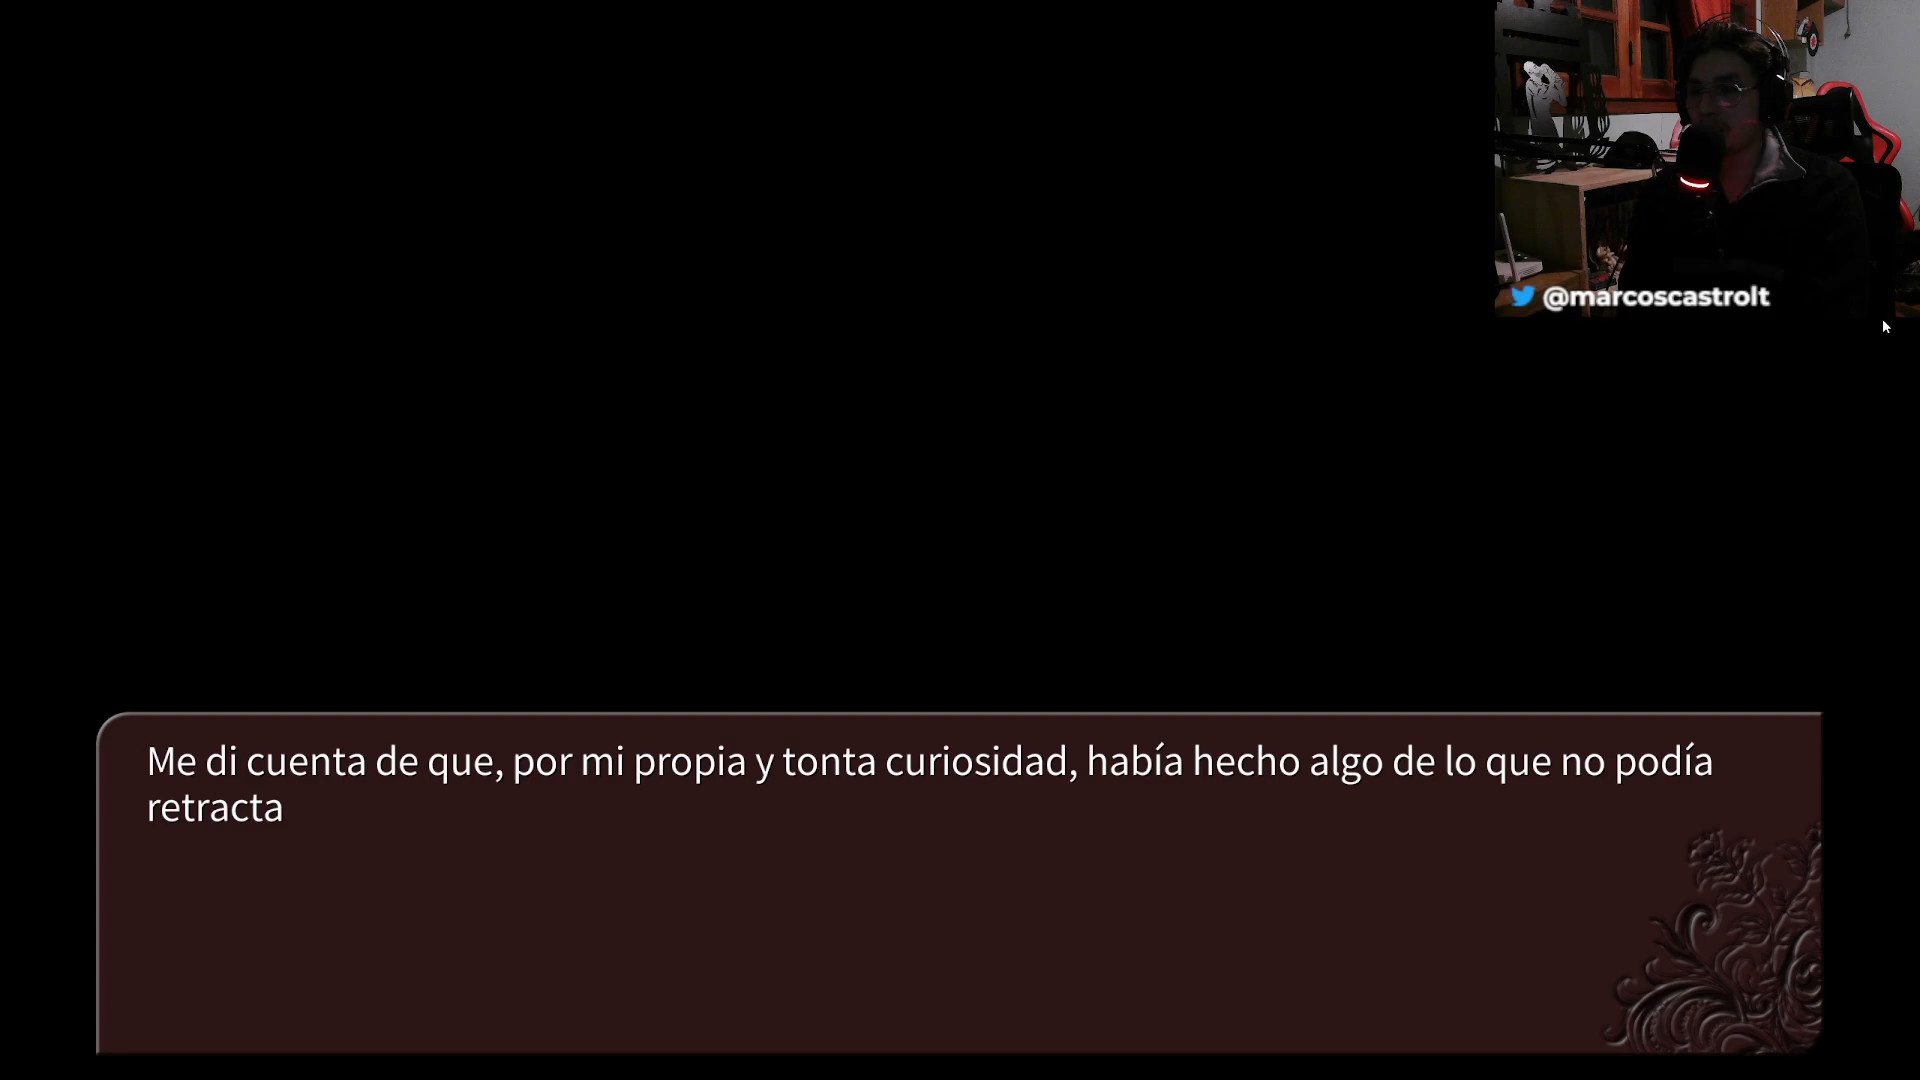 @marcoscastrolt
Me di cuenta de que, por mi propia y tonta curiosidad, había hecho algo de lo que no podía
retracta